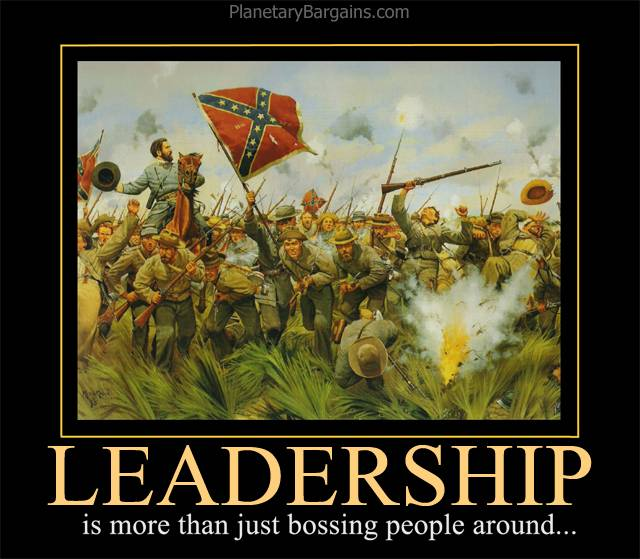 PlanetaryBargains.com
LEADERSHIP
is more than just bossing people around...